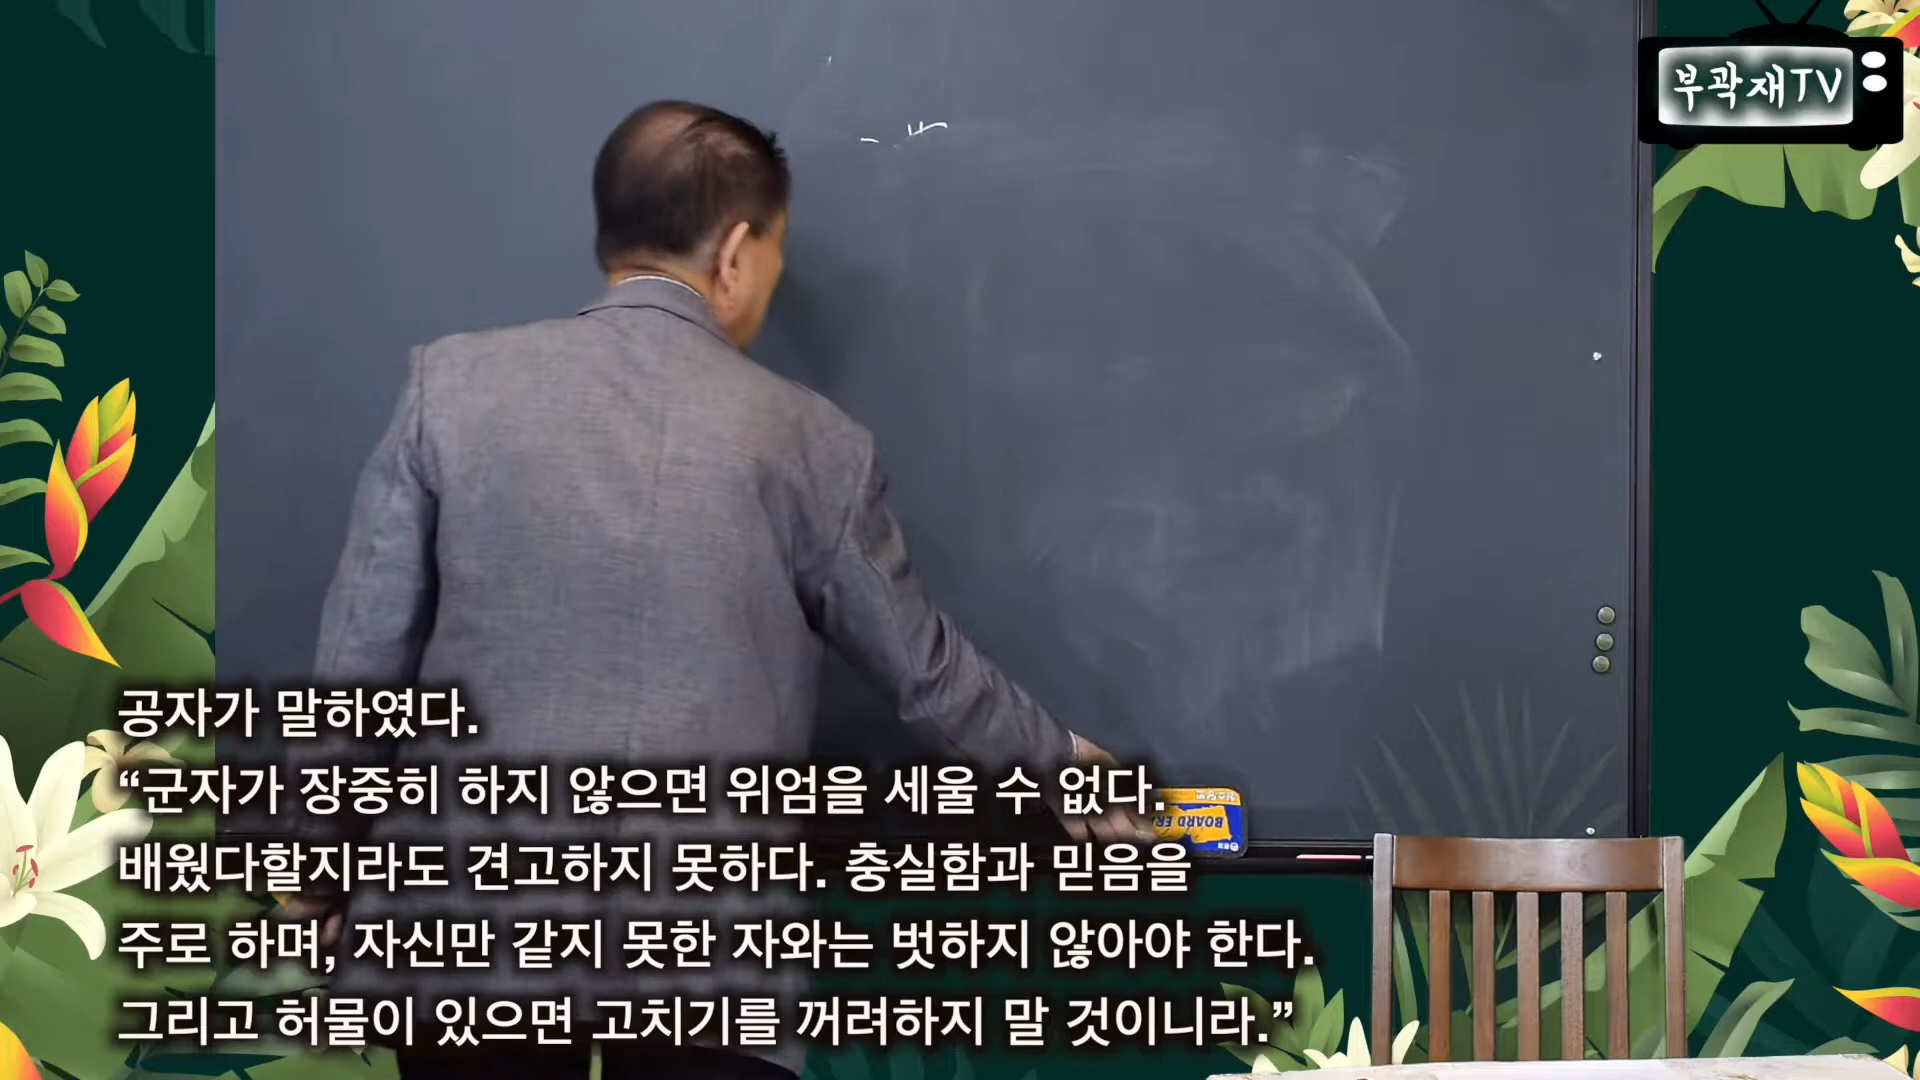 부곽재TV
공자가 말하였다.
“군자가 장중히 하지 않으면 위엄을 세울 수 없다.
배웠다할지라도 견고하지 못하다. 충실함과 믿음을
주로 하며, 자신만 같지 못한 자와는 벗하지 않아야 한다.
그리고 허물이 있으면 고치기를 꺼려하지 말 것이니라.”